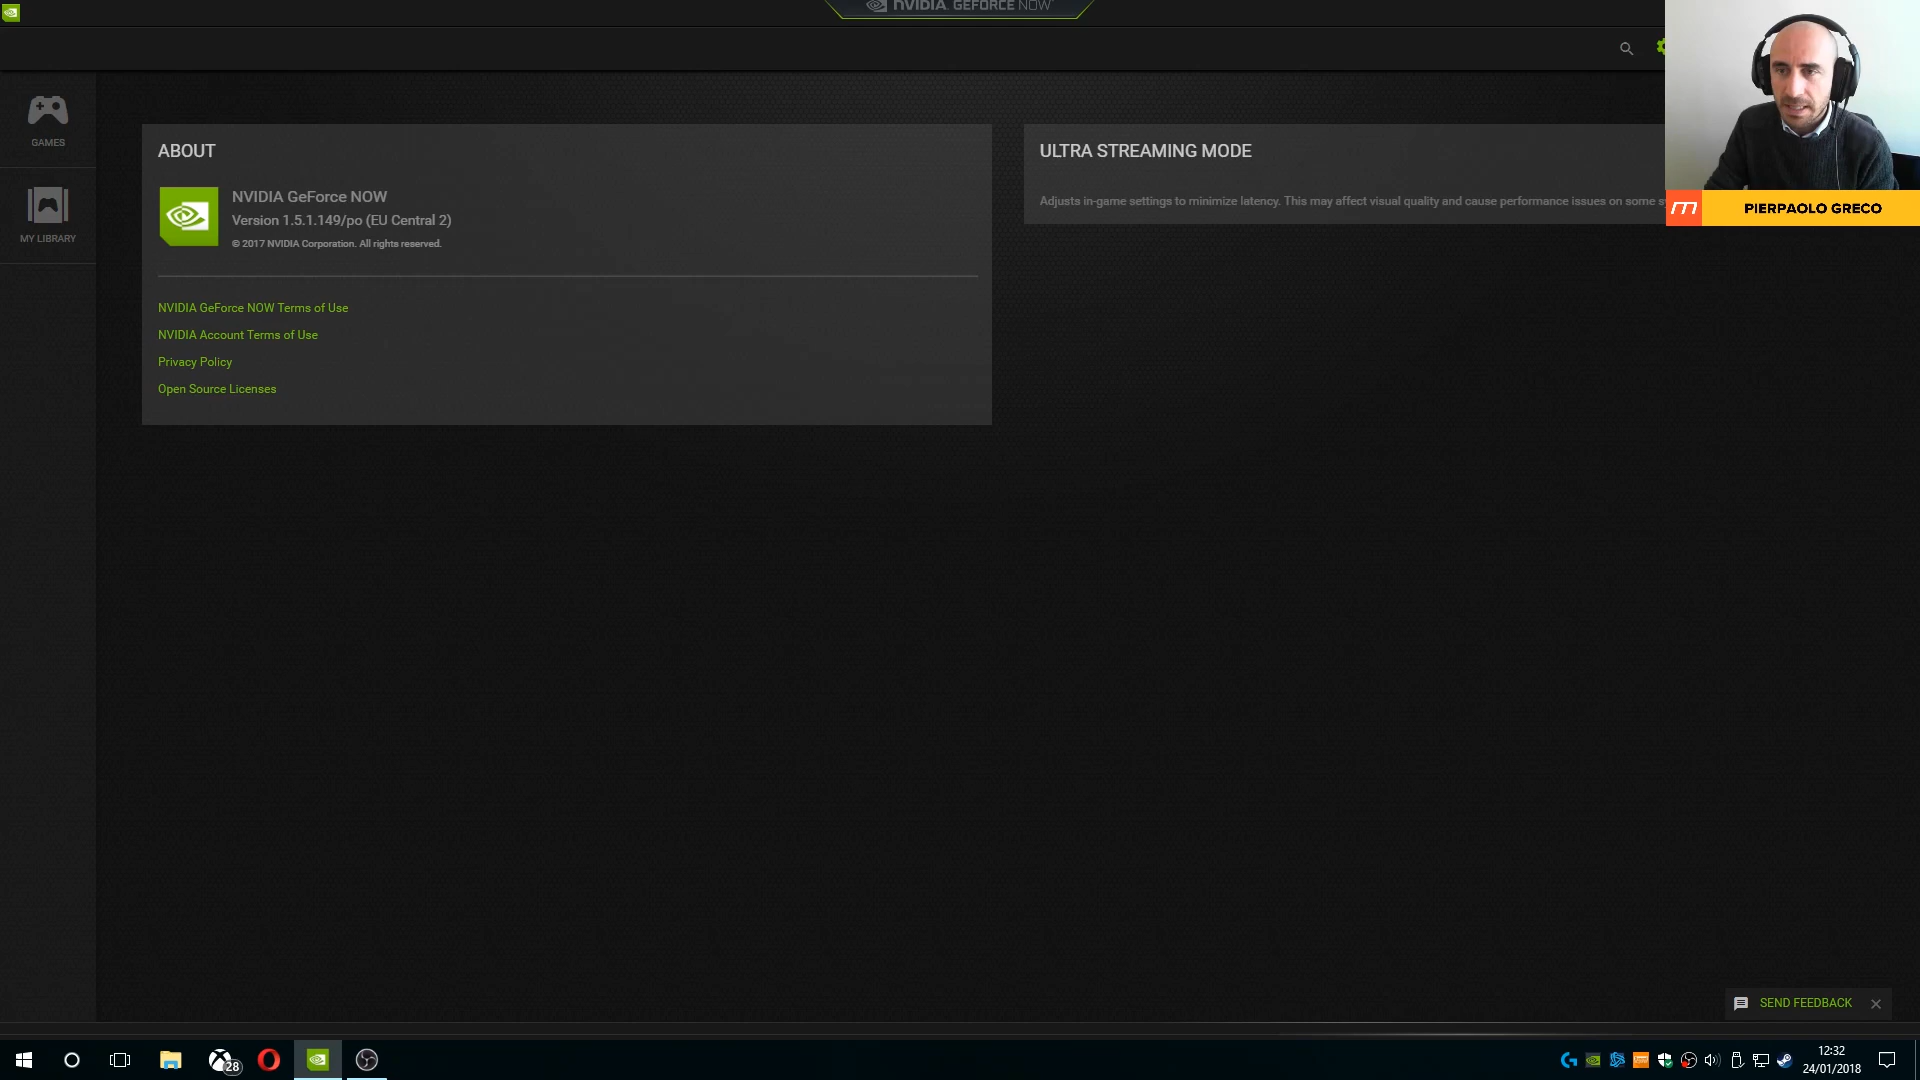 NVIDIA. GEFORCE NOW
GAMES
MY LIBRARY
ABOUT
NVIDIA GeForce NOW
Version 1.5.1.149/po (EU Central 2)
© 2017 NVIDIA Corporation. All rights reserved.
NVIDIA GeForce NOW Terms of Use
NVIDIA Account Terms of Use
Privacy Policy
Open Source Licenses
ULTRA STREAMING MODE
Adjusts in-game settings to minimize latency. This may affect visual quality and cause performance issues on some
PIERPAOLO GRECO
SEND FEEDBACK
28
12:32
24/01/2018